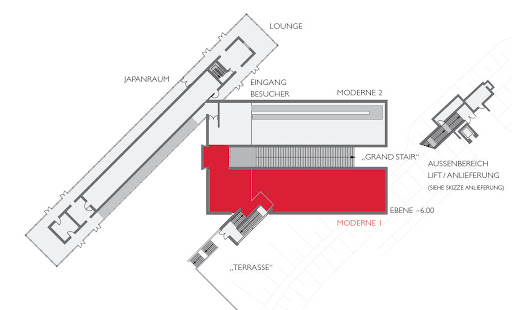 LOUNGE
JAPANRAUM
EINGANG
BESUCHER
MODERNE 2
„GRAND STAIR“
AUSSENBEREICH
LIFT / ANLIEFERUNG
(SIEHE SKIZZE ANLIEFERUNG)
EBENE –6.00
MODERNE 1
„TERRASSE“